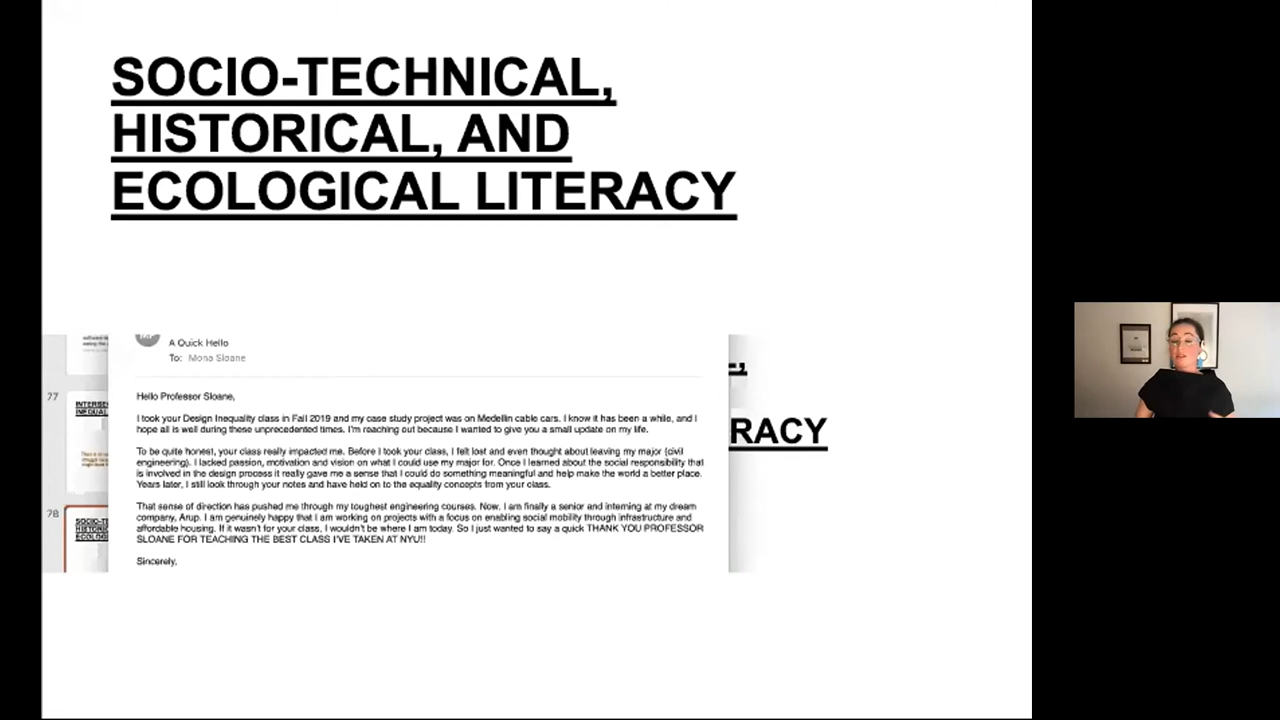 SOCIO-TECHNICAL,
HISTORICAL, AND
ECOLOGICAL LITERACY
A Quick Hello
To: Mona Sloane
77
INTERSE
INEQUAL
78
SOCIO-T
HISTORIC
ECOLOGI
RACY
Hello Professor Sloane,
I took your Design Inequality class in Fall 2019 and my case study project was on Medellin cable cars. I know it has been a while, and I
hope all is well during these unprecedented times. I'm reaching out because I wanted to give you a small update on my life.
To be quite honest, your class really impacted me. Before I took your class, I felt lost and even thought about leaving my major (civil
engineering). I lacked passion, motivation and vision on what I could use my major for. Once I learned about the social responsibility that
is involved in the design process it really gave me a sense that I could do something meaningful and help make the world a better place.
Years later, I still look through your notes and have held on to the equality concepts from your class.
That sense of direction has pushed me through my toughest engineering courses. Now, I am finally a senior and interning at my dream
company, Arup. I am genuinely happy that I am working on projects with a focus on enabling social mobility through infrastructure and
affordable housing. If it wasn't for your class, I wouldn't be where I am today. So I just wanted to say a quick THANK YOU PROFESSOR
SLOANE FOR TEACHING THE BEST CLASS I'VE TAKEN AT NYU!!
Sincerely,